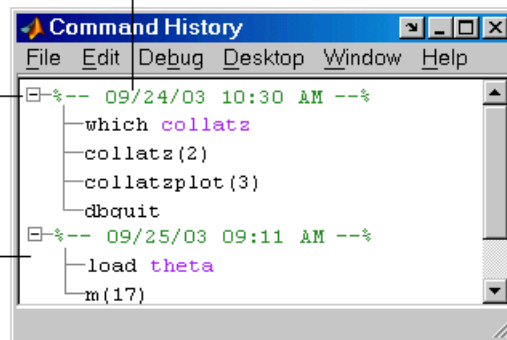 Command History
File Edit Debug Desktop Window Help
%-- 09/24/03 10:30 AM --%
which collatz
collatz(2)
collatzplot(3)
dbquit
%-- 09/25/03 09:11 AM --%
load theta
m(17)